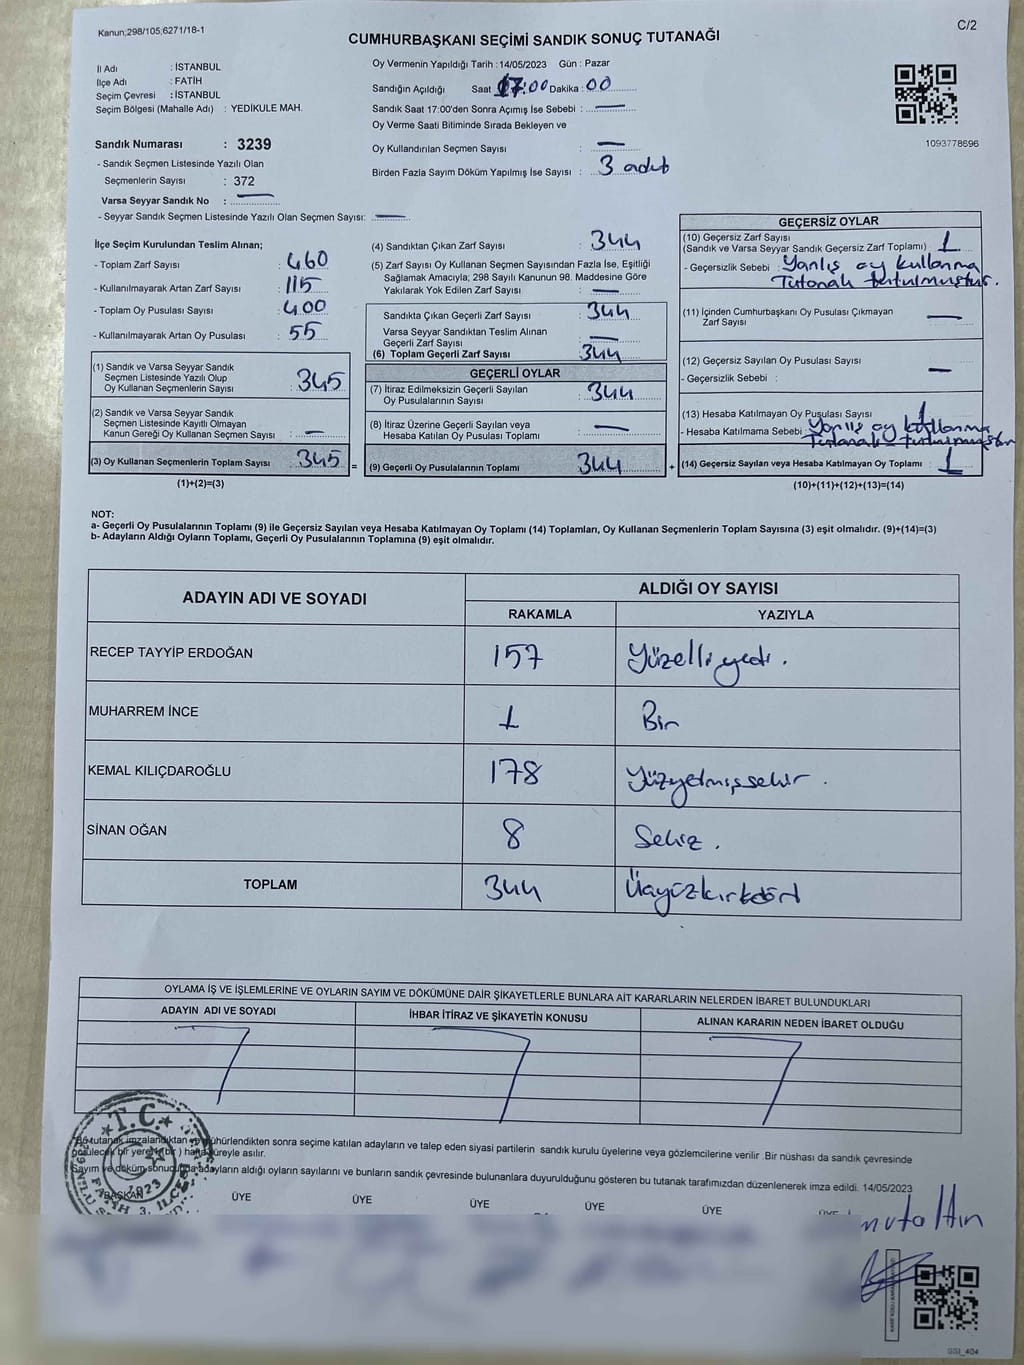 Kanun;298/105;6271/18-1
C/2
CUMHURBAŞKANI SEÇİMİ SANDIK SONUÇ TUTANAĞI
İl Adı : İSTANBUL
İlçe Adı : FATİH
Seçim Çevresi : İSTANBUL
Seçim Bölgesi (Mahalle Adı) : YEDİKULE MAH.
Sandık Numarası : 3239
- Sandık Seçmen Listesinde Yazılı Olan
Seçmenlerin Sayısı : 372
Varsa Seyyar Sandık No :
- Seyyar Sandık Seçmen Listesinde Yazılı Olan Seçmen Sayısı:
Oy Vermenin Yapıldığı Tarih :14/05/2023 Gün : Pazar
Sandığın Açıldığı Saat 17:00 Dakika : 00
Sandık Saat 17:00'den Sonra Açımış İse Sebebi :
Oy Verme Saati Bitiminde Sırada Bekleyen ve
Oy Kullandırılan Seçmen Sayısı :
Birden Fazla Sayım Döküm Yapılmış İse Sayısı : 3 adet
1093778696
İlçe Seçim Kurulundan Teslim Alınan;
- Toplam Zarf Sayısı : 460
- Kullanılmayarak Artan Zarf Sayısı : 115
- Toplam Oy Pusulası Sayısı : 400
- Kullanılmayarak Artan Oy Pusulası : 55
(1) Sandık ve Varsa Seyyar Sandık
Seçmen Listesinde Yazılı Olup
Oy Kullanan Seçmenlerin Sayısı : 345
(2) Sandık ve Varsa Seyyar Sandık
Seçmen Listesinde Kayıtlı Olmayan
Kanun Gereği Oy Kullanan Seçmen Sayısı : —
(3) Oy Kullanan Seçmenlerin Toplam Sayısı : 345 =
(1)+(2)=(3)
(4) Sandıktan Çıkan Zarf Sayısı : 344
(5) Zarf Sayısı Oy Kullanan Seçmen Sayısından Fazla İse, Eşitliği
Sağlamak Amacıyla, 298 Sayılı Kanunun 98. Maddesine Göre
Yakılarak Yok Edilen Zarf Sayısı : —
Sandıkta Çıkan Geçerli Zarf Sayısı : 344
Varsa Seyyar Sandıktan Teslim Alınan
Geçerli Zarf Sayısı : —
(6) Toplam Geçerli Zarf Sayısı : 344
GEÇERLİ OYLAR
(7) İtiraz Edilmeksizin Geçerli Sayılan
Oy Pusulalarının Sayısı : 344
(8) İtiraz Üzerine Geçerli Sayılan veya
Hesaba Katılan Oy Pusulası Toplamı : —
(9) Geçerli Oy Pusulalarının Toplamı : 344 +
GEÇERSİZ OYLAR
(10) Geçersiz Zarf Sayısı
(Sandık ve Varsa Seyyar Sandık Geçersiz Zarf Toplamı) : 1
- Geçersizlik Sebebi : Yanlış oy kullanma
Tutanak tutulmuştur.
(11) İçinden Cumhurbaşkanı Oy Pusulası Çıkmayan
Zarf Sayısı —
(12) Geçersiz Sayılan Oy Pusulası Sayısı : —
- Geçersizlik Sebebi :
(13) Hesaba Katılmayan Oy Pusulası Sayısı : 1
- Hesaba Katılmama Sebebi : Yanlış oy kullanma
Tutanak tutulmuştur
(14) Geçersiz Sayılan veya Hesaba Katılmayan Oy Toplamı : 1
(10)+(11)+(12)+(13)=(14)
NOT:
a- Geçerli Oy Pusulalarının Toplamı (9) ile Geçersiz Sayılan veya Hesaba Katılmayan Oy Toplamı (14) Toplamları, Oy Kullanan Seçmenlerin Toplam Sayısına (3) eşit olmalıdır. (9)+(14)=(3)
b- Adayların Aldığı Oyların Toplamı, Geçerli Oy Pusulalarının Toplamına (9) eşit olmalıdır.
ADAYIN ADI VE SOYADI
ALDIĞI OY SAYISI
RAKAMLA YAZIYLA
RECEP TAYYİP ERDOĞAN 157 Yüzelliyedi.
MUHARREM İNCE 1 Bir
KEMAL KILIÇDAROĞLU 178 Yüzyetmişsekir.
SİNAN OĞAN 8 Sekiz.
TOPLAM 344 Üçyüzkırkdört
OYLAMA İŞ VE İŞLEMLERİNE VE OYLARIN SAYIM VE DÖKÜMÜNE DAİR ŞİKAYETLERLE BUNLARA AİT KARARLARIN NELERDEN İBARET BULUNDUKLARI
ADAYIN ADI VE SOYADI İHBAR İTİRAZ VE ŞİKAYETİN KONUSU ALINAN KARARIN NEDEN İBARET OLDUĞU
T.C.
Bu tutanak imzalandıktan ve mühürlendikten sonra seçime katılan adayların ve talep eden siyasi partilerin sandık kurulu üyelerine veya gözlemcilerine verilir .Bir nüshası da sandık çevresinde
bir yere 1 (bir ) hafta süreyle asılır.
Sayım ve döküm sonucunda adayların aldığı oyların sayılarını ve bunların sandık çevresinde bulunanlara duyurulduğunu gösteren bu tutanak tarafımızdan düzenlenerek imza edildi. 14/05/2023
2023
FATİH 3. İLÇE
BAŞKAN ÜYE ÜYE ÜYE ÜYE ÜYE ÜYE
SISI_404